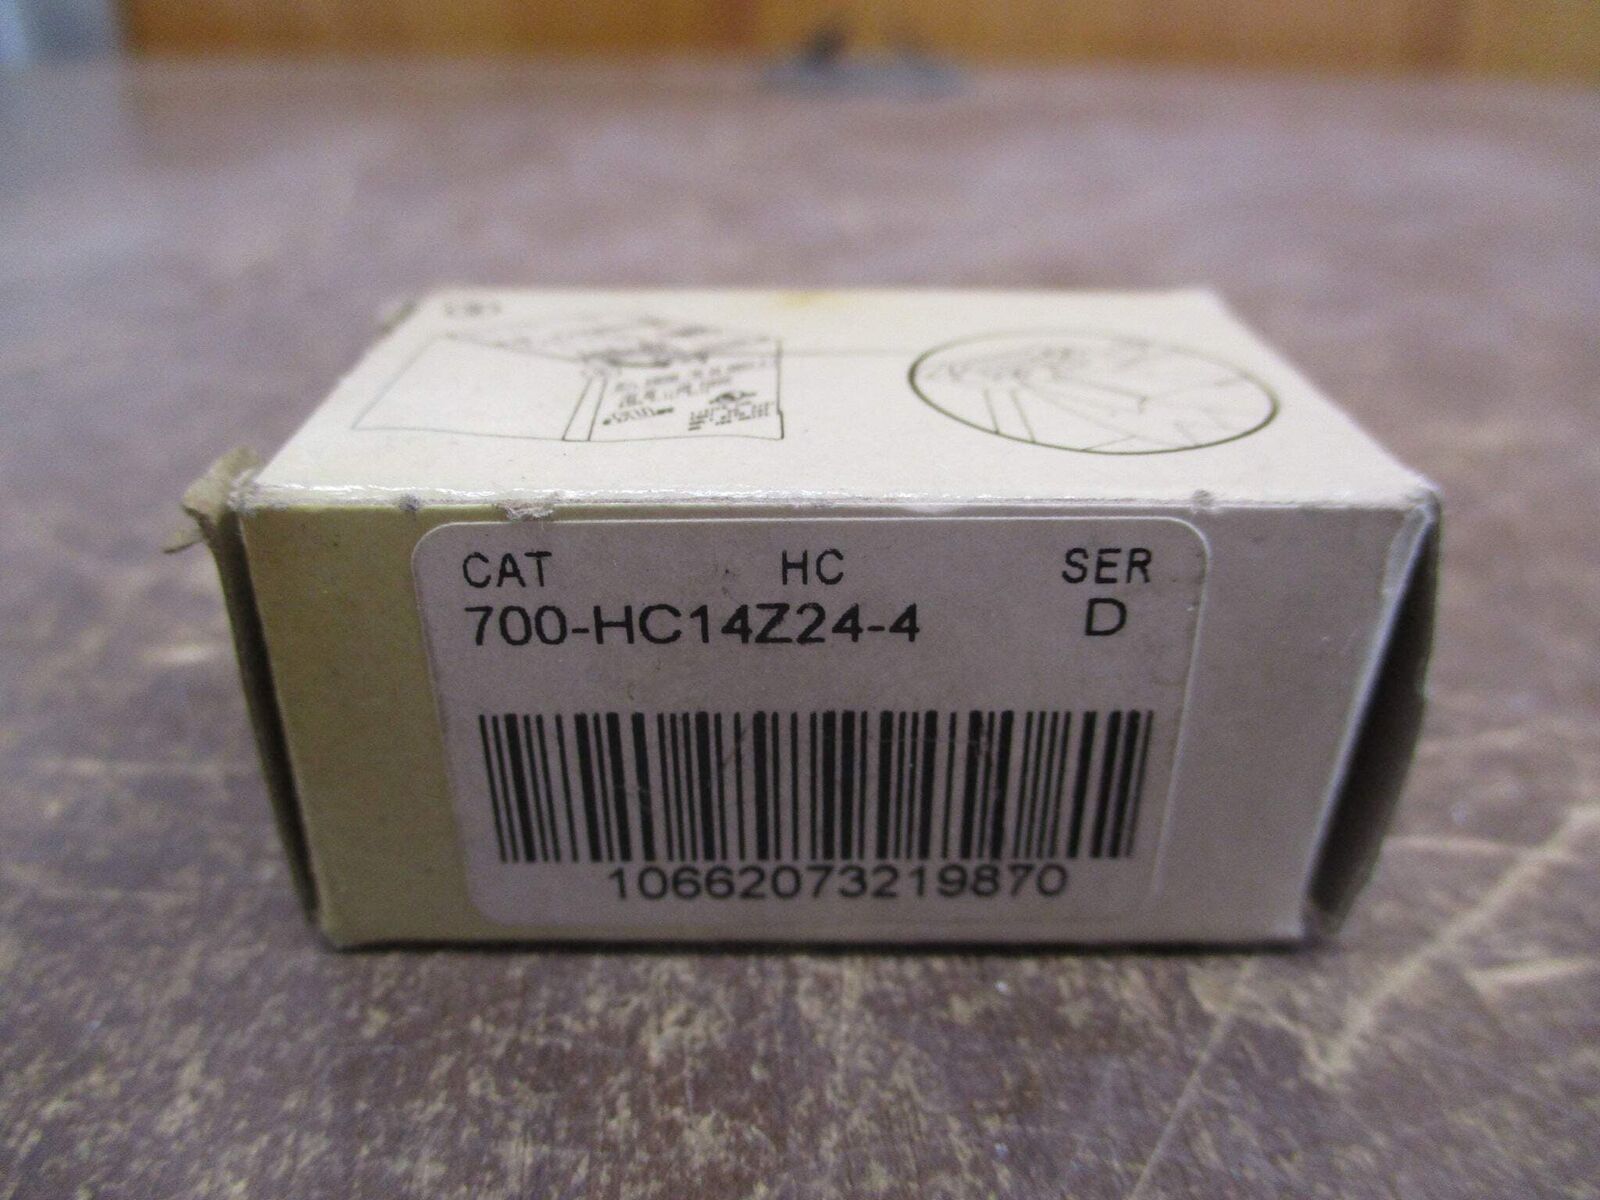 CAT HC SER
700-HC14Z24-4 D
10662073219870